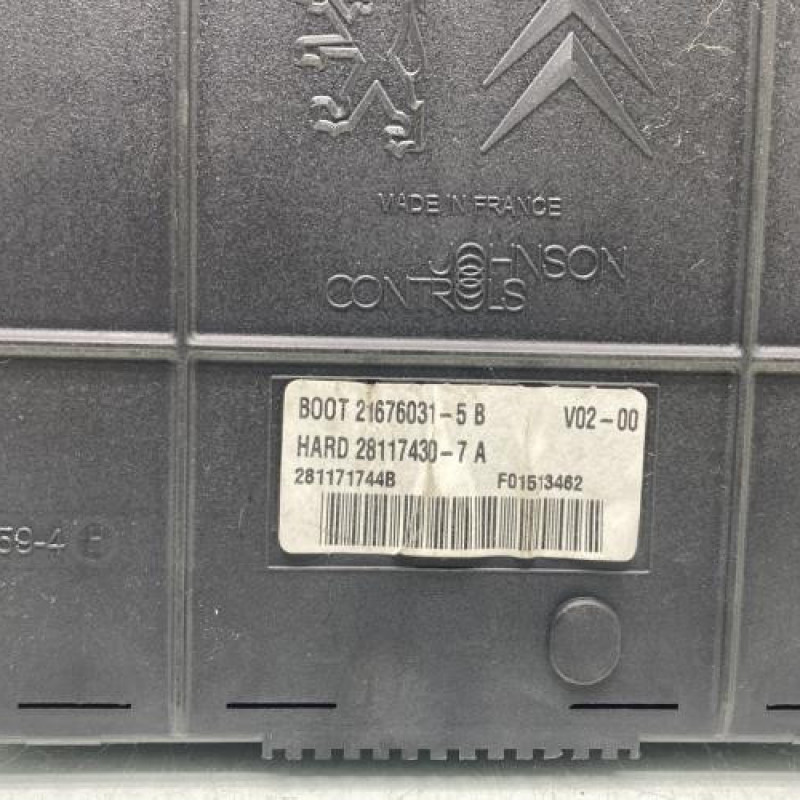 MADE IN FRANCE
JOHNSON
CONTROLS
BOOT 21676031-5 B V02-00
HARD 28117430-7 A
281171744B F01513462
59-4